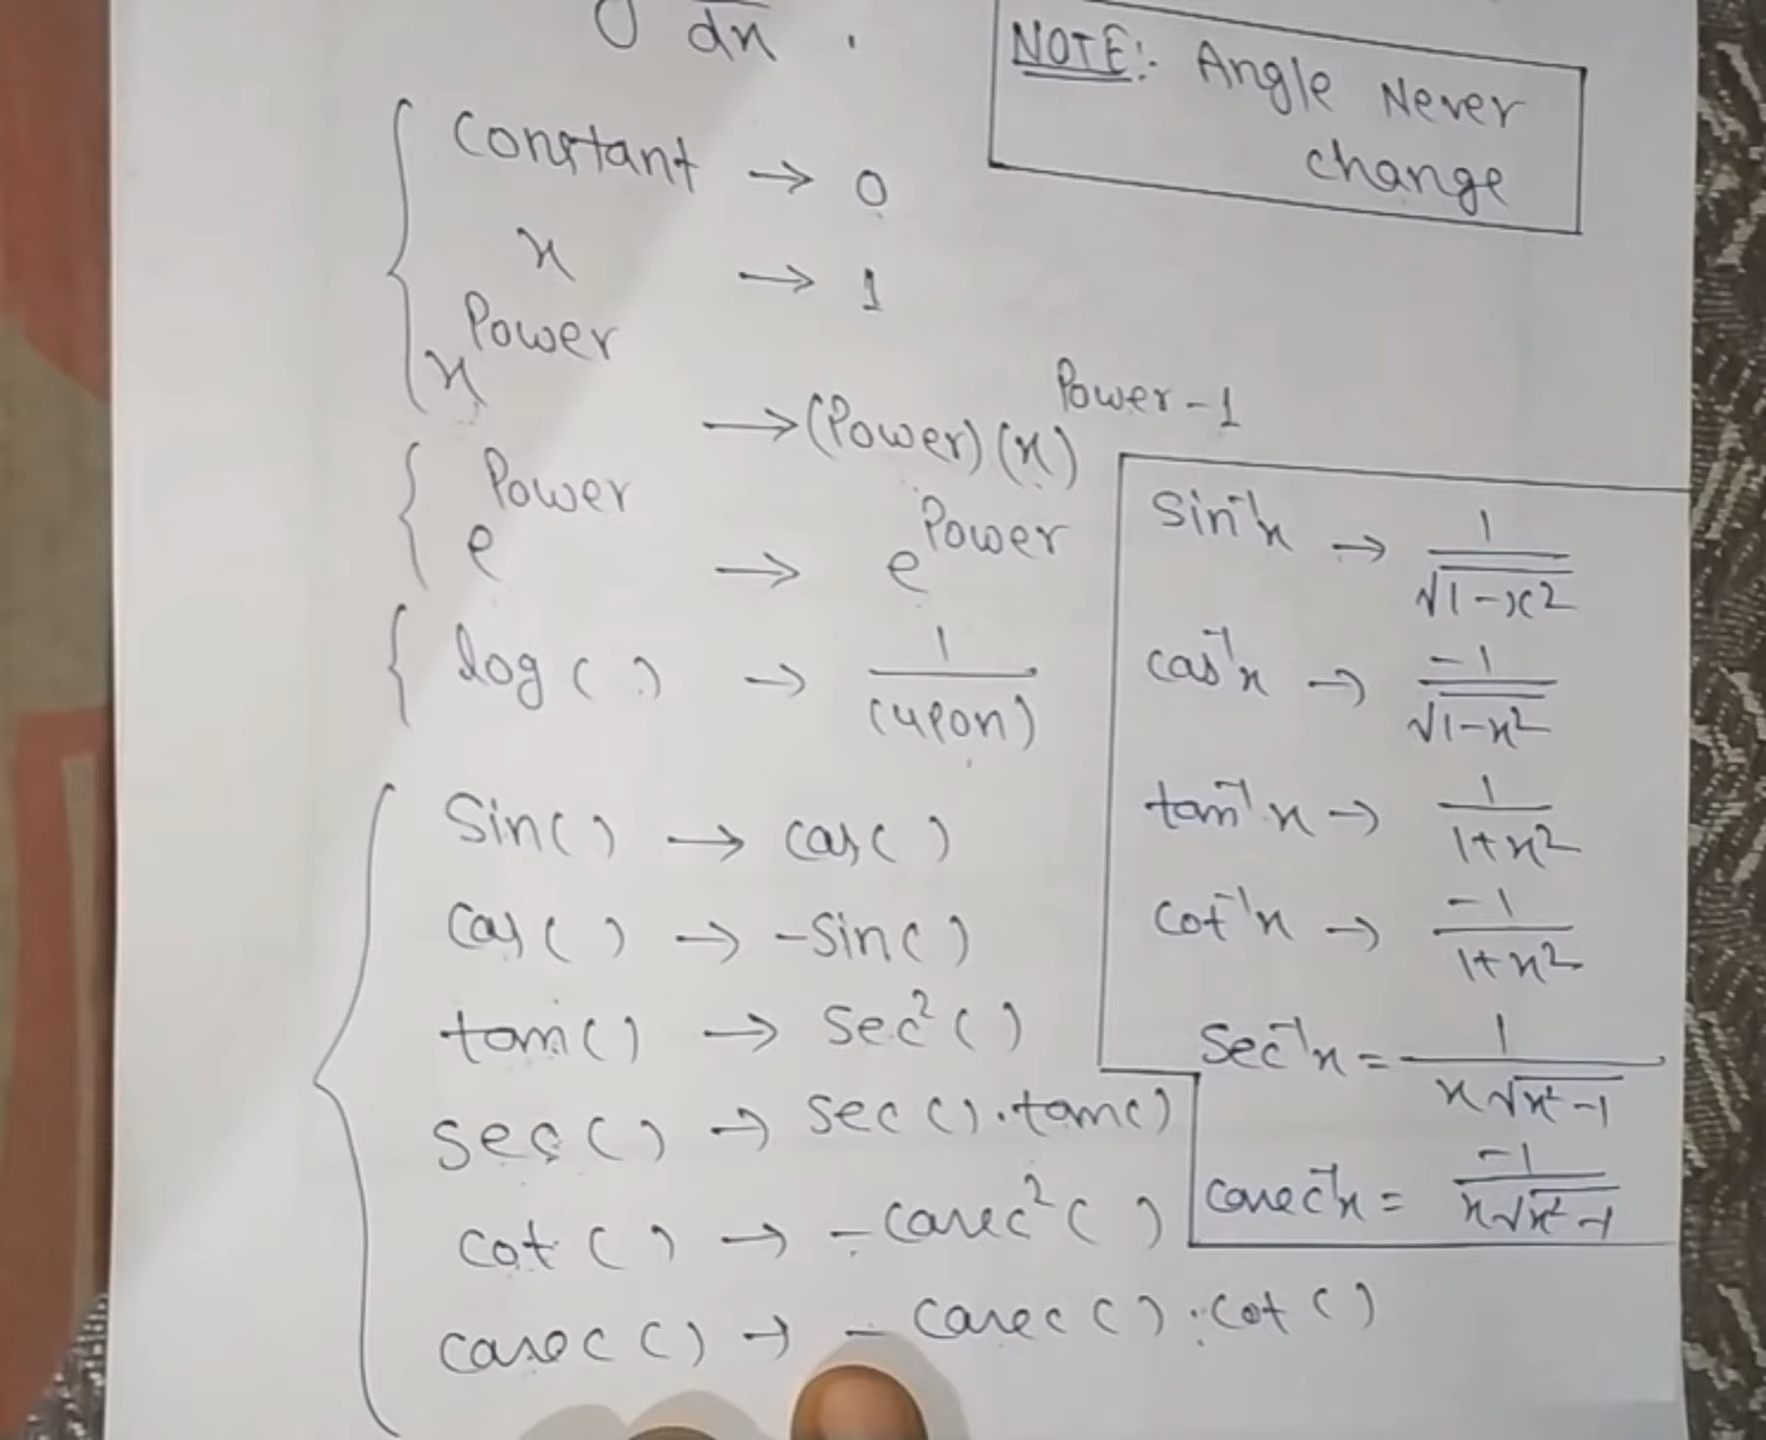 dx
NOTE:- Angle Never
change
Constant → 0
x → 1
x^Power → (Power)(x)^Power-1
e^Power → e^Power
log() → 1/(upon)
Sin() → cos()
Cos() → -Sin()
tan() → Sec²()
sec() → Sec().tan()
cot() → -Cosec²()
cosec() → - Cosec().cot()
Sin⁻¹x → 1/√1-x²
cos⁻¹x → -1/√1-x²
tan⁻¹x → 1/1+x²
cot⁻¹x → -1/1+x²
Sec⁻¹x = 1/x√x²-1
cosec⁻¹x = -1/x√x²-1